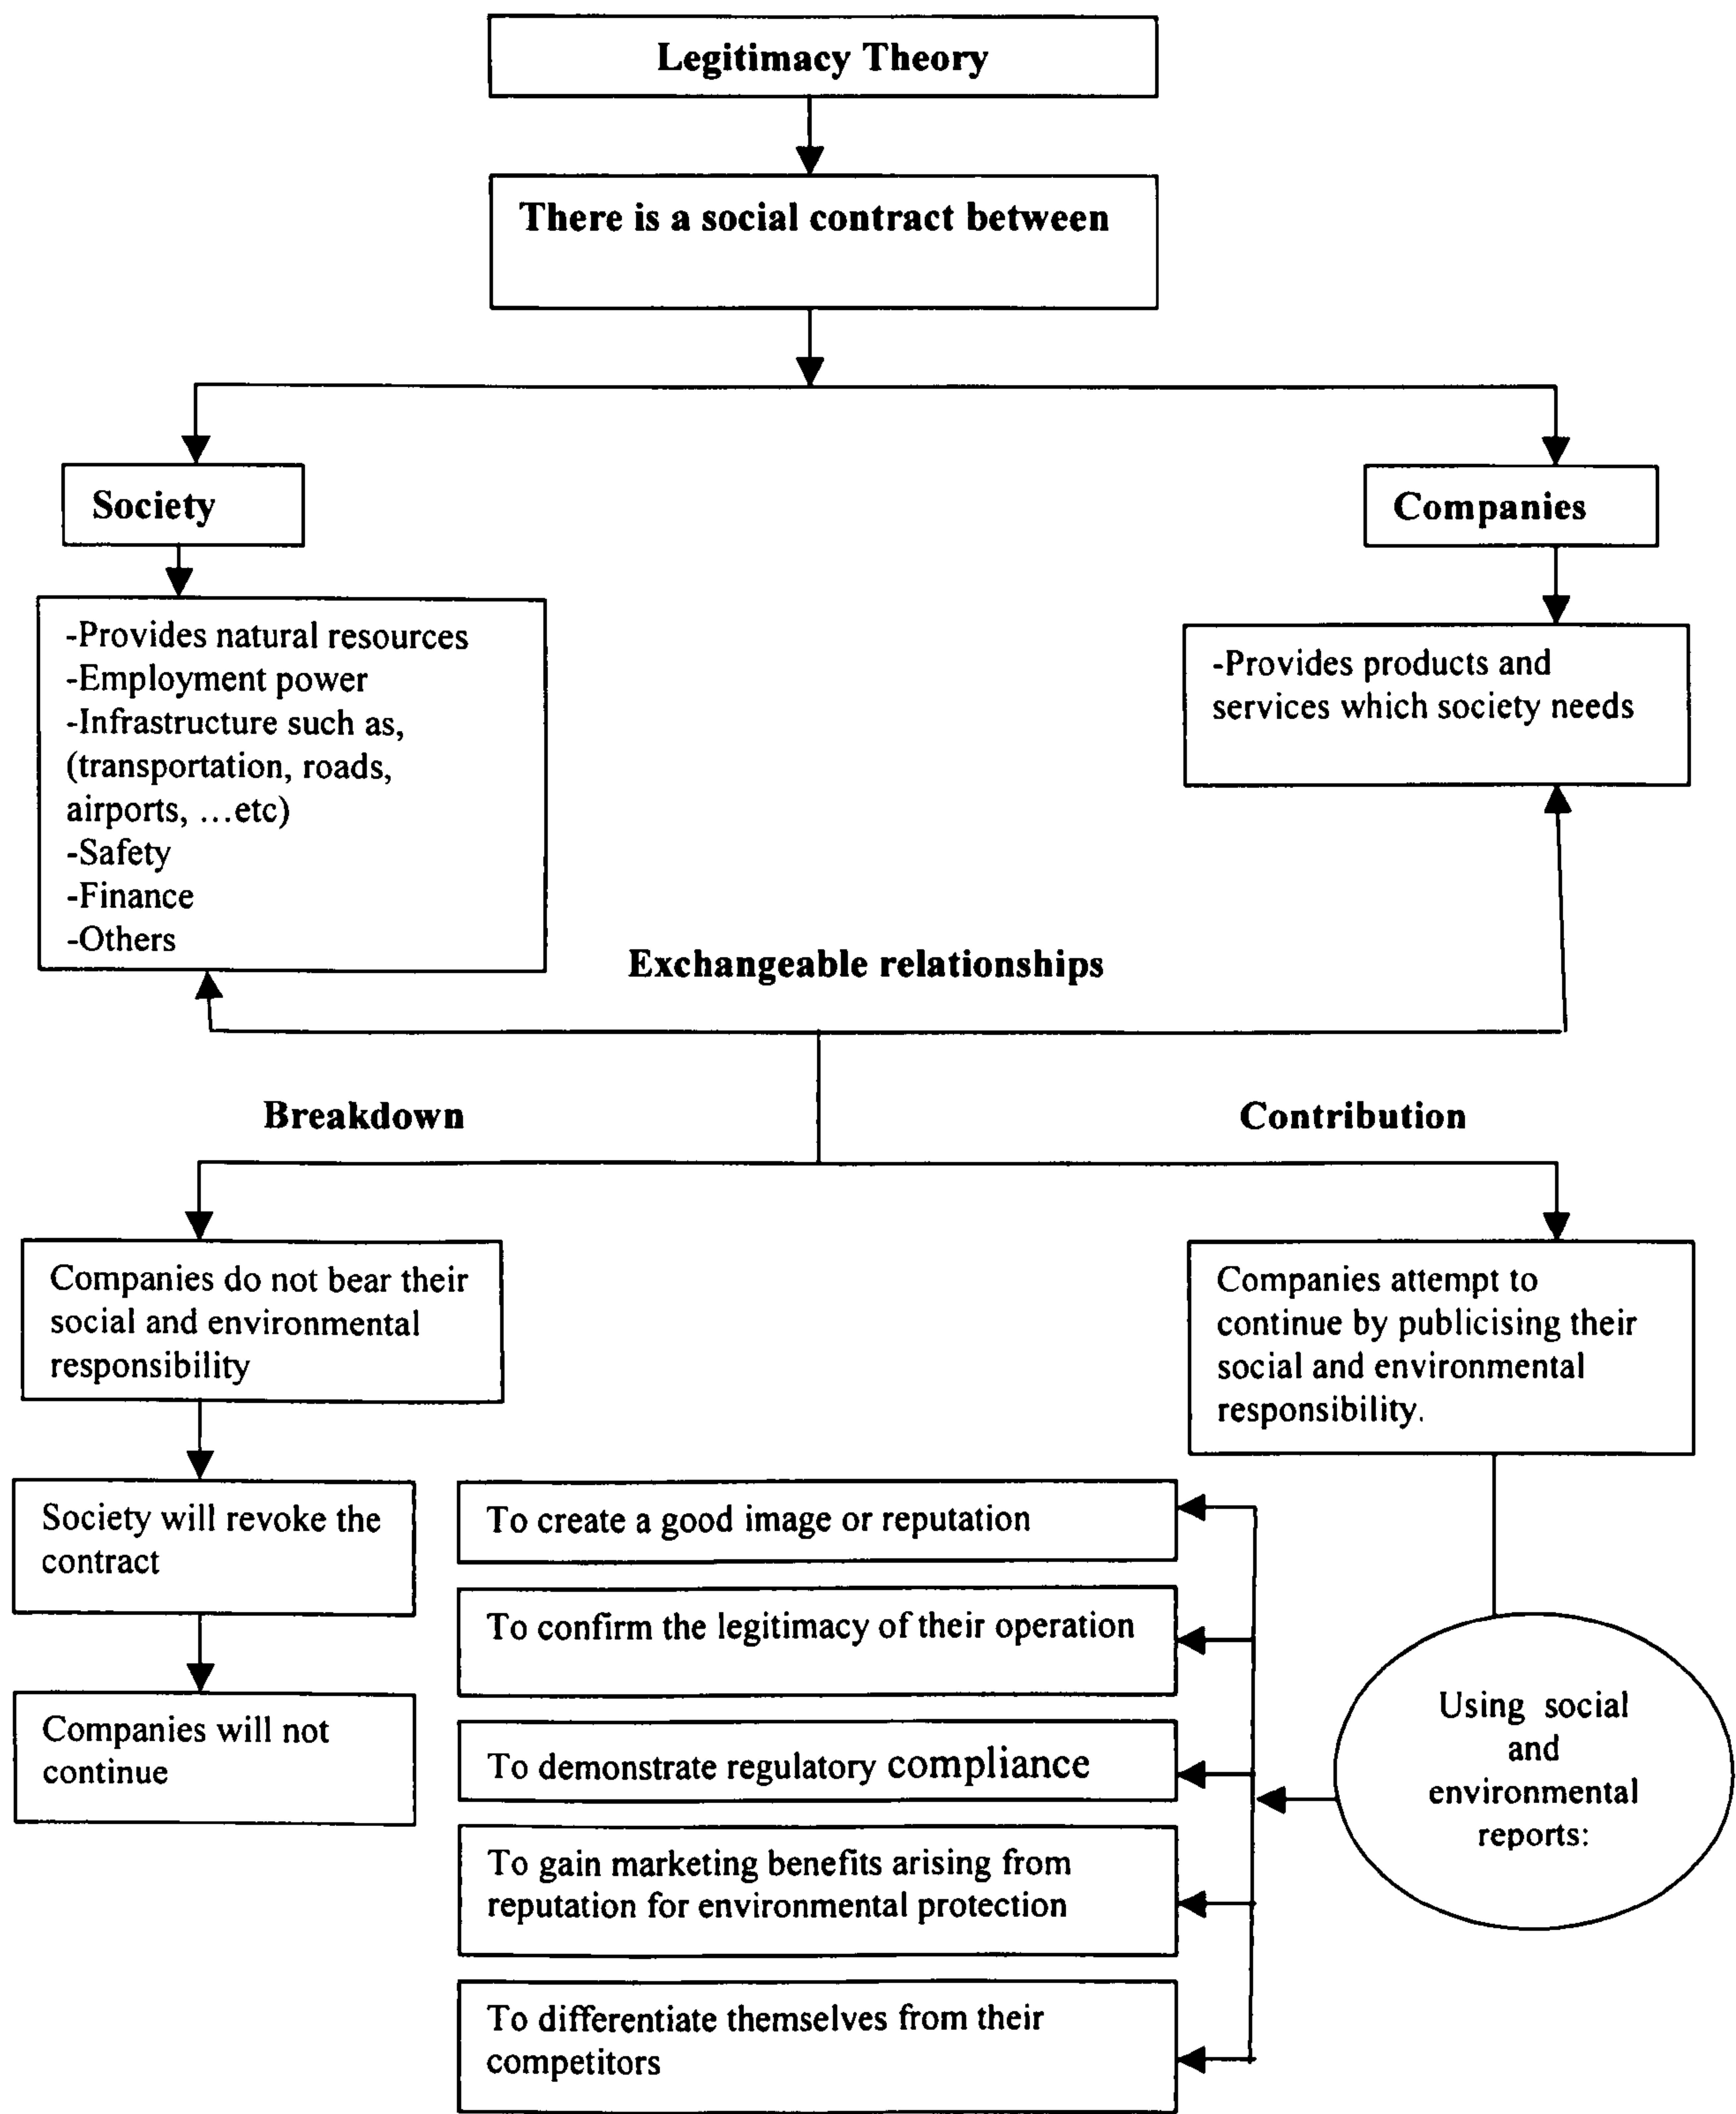 Legitimacy Theory
There is a social contract between
Society
Companies
-Provides natural resources
-Employment power
-Infrastructure such as,
(transportation, roads,
airports, ...etc)
-Safety
-Finance
-Others
-Provides products and
services which society needs
Exchangeable relationships
Breakdown
Contribution
Companies do not bear their
social and environmental
responsibility
Companies attempt to
continue by publicising their
social and environmental
responsibility.
Society will revoke the
contract
Companies will not
continue
To create a good image or reputation
To confirm the legitimacy of their operation
To demonstrate regulatory compliance
To gain marketing benefits arising from
reputation for environmental protection
To differentiate themselves from their
competitors
Using social
and
environmental
reports: